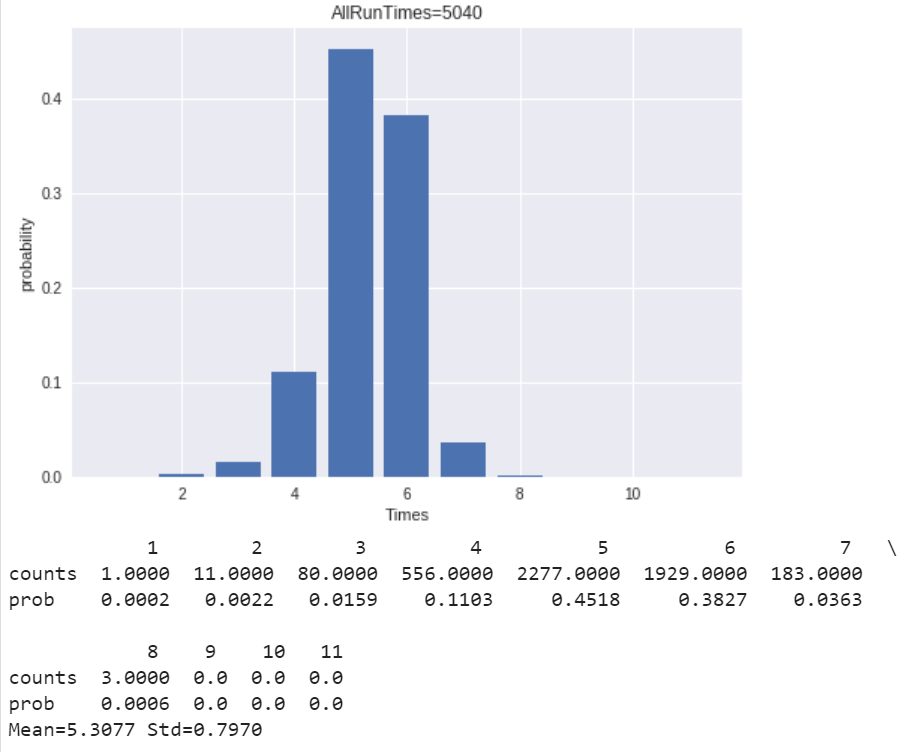 AllRunTimes=5040
0.4
0.3
probability
0.2
0.1
0.0
2 4 6 8 10
Times
1 2 3 4 5 6 7 \
counts 1.0000 11.0000 80.0000 556.0000 2277.0000 1929.0000 183.0000
prob 0.0002 0.0022 0.0159 0.1103 0.4518 0.3827 0.0363
8 9 10 11
counts 3.0000 0.0 0.0 0.0
prob 0.0006 0.0 0.0 0.0
Mean=5.3077 Std=0.7970